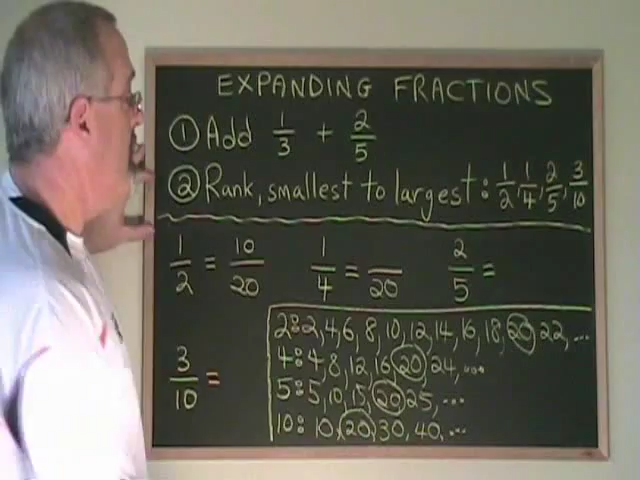 EXPANDING FRACTIONS
① Add 1/3 + 2/5
② Rank, smallest to largest: 1/2, 1/4, 2/5, 3/10
1/2 = 10/20 1/4 = /20 2/5 =
3/10 =
2: 2, 4, 6, 8, 10, 12, 14, 16, 18, 20, 22, ...
4: 4, 8, 12, 16, 20, 24, ...
5: 5, 10, 15, 20, 25, ...
10: 10, 20, 30, 40, ...